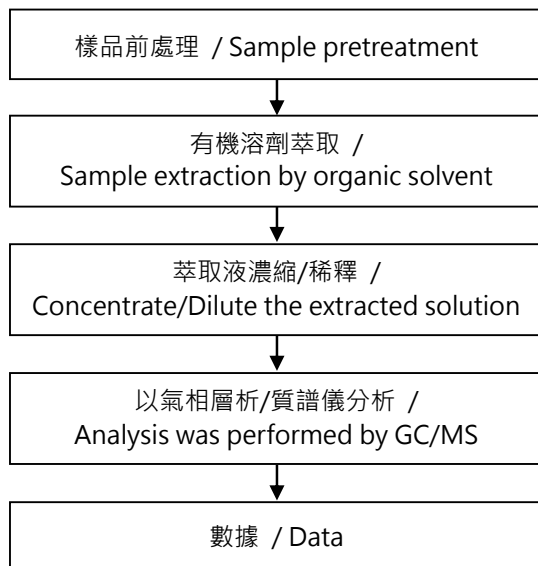 樣品前處理 / Sample pretreatment
有機溶劑萃取 /
Sample extraction by organic solvent
萃取液濃縮/稀釋 /
Concentrate/Dilute the extracted solution
以氣相層析/質譜儀分析 /
Analysis was performed by GC/MS
數據 / Data